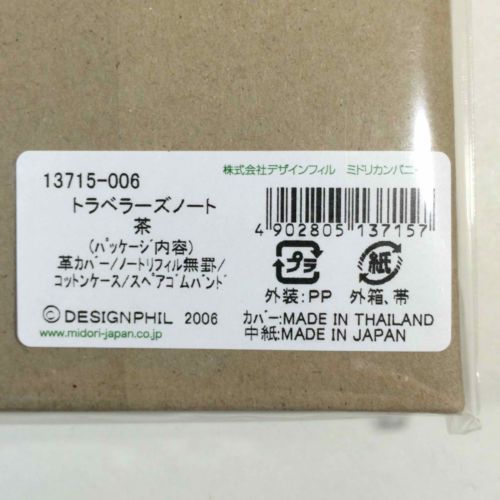 株式会社デザインフィル ミドリカンパニー
13715-006
トラベラーズノート
茶
(パッケージ内容)
革カバー/ノートリフィル無罫/
コットンケース/スペアゴムバンド
4 902805 137157
プラ
紙
外装:PP 外箱、帯
© DESIGNPHIL 2006
www.midori-japan.co.jp
カバー:MADE IN THAILAND
中紙:MADE IN JAPAN